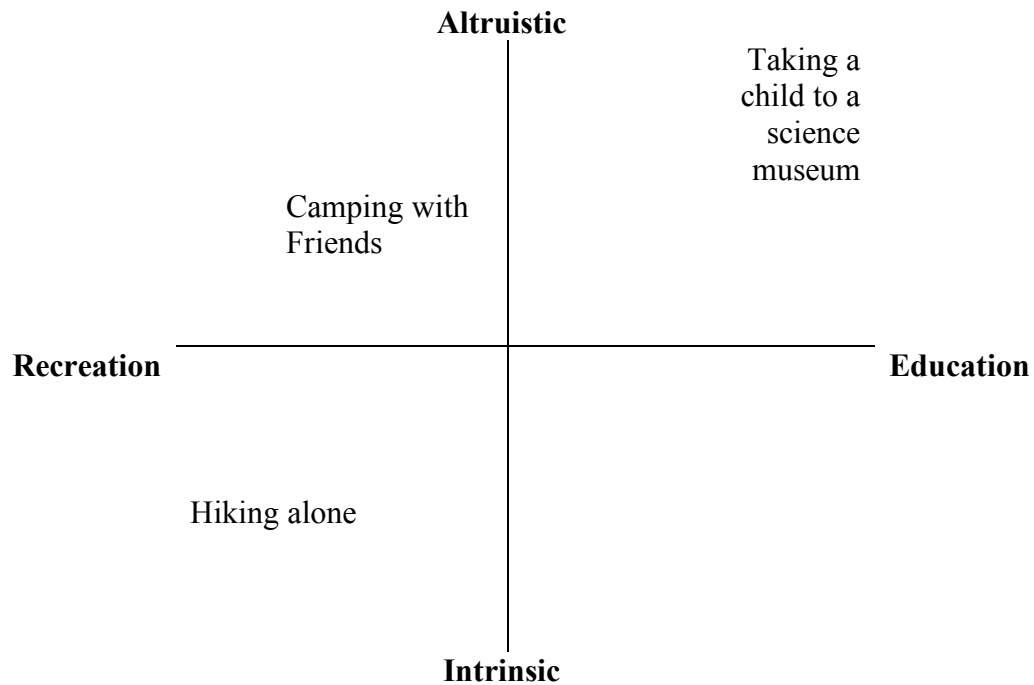 Altruistic
Taking a
child to a
science
museum
Camping with
Friends
Recreation
Education
Hiking alone
Intrinsic